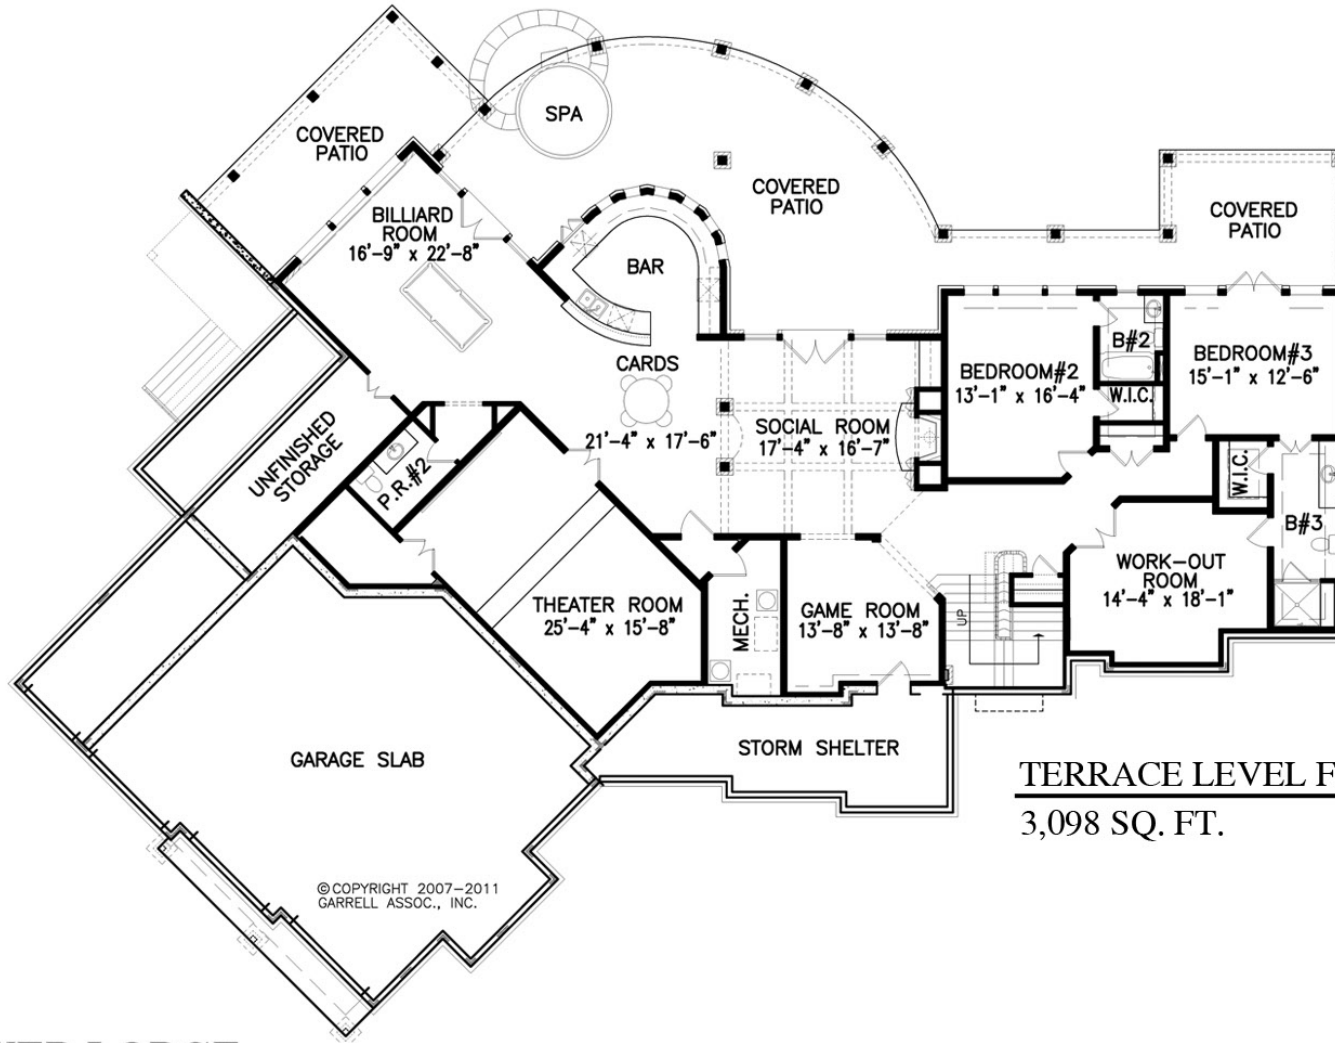 SPA
COVERED
PATIO
COVERED
PATIO
COVERED
PATIO
BILLIARD
ROOM
16'-9" x 22'-8"
BAR
CARDS
21'-4" x 17'-6"
SOCIAL ROOM
17'-4" x 16'-7"
BEDROOM#2
13'-1" x 16'-4"
B#2
W.I.C.
BEDROOM#3
15'-1" x 12'-6"
W.I.C.
B#3
UNFINISHED
STORAGE
P.R.#2
THEATER ROOM
25'-4" x 15'-8"
MECH.
GAME ROOM
13'-8" x 13'-8"
UP
WORK-OUT
ROOM
14'-4" x 18'-1"
GARAGE SLAB
STORM SHELTER
TERRACE LEVEL F
3,098 SQ. FT.
©COPYRIGHT 2007-2011
GARRELL ASSOC., INC.